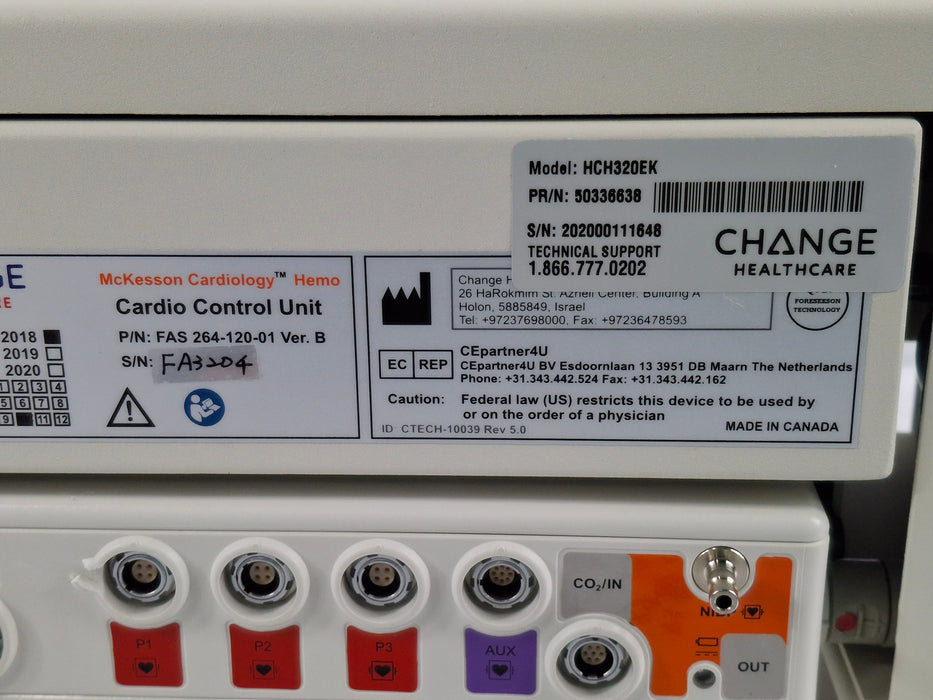 Model: HCH320EK
PR/N: 50336638
S/N: 202000111648
TECHNICAL SUPPORT
1.866.777.0202
CHANGE
HEALTHCARE
GE
RE
2018
2019
2020
1 2 3 4
5 6 7 8
9 11 12
McKesson Cardiology™ Hemo
Cardio Control Unit
P/N: FAS 264-120-01 Ver. B
S/N: FA3204
Change H
26 HaRokmim St. Azrieli Center, Building A
Holon, 5885849, Israel
Tel: +97237698000, Fax: +97236478593
FORESEESON
TECHNOLOGY
EC REP
CEpartner4U
CEpartner4U BV Esdoornlaan 13 3951 DB Maarn The Netherlands
Phone: +31.343.442.524 Fax: +31.343.442.162
Caution: Federal law (US) restricts this device to be used by
or on the order of a physician
ID: CTECH-10039 Rev 5.0
MADE IN CANADA
P1
P2
P3
AUX
CO₂/IN
OUT